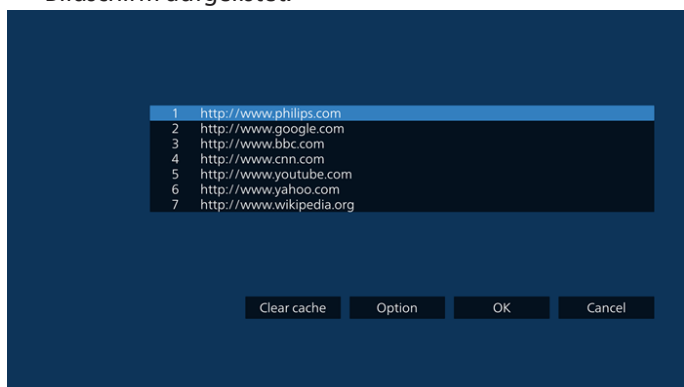 Bildschirm aufgelistet.
1 http://www.philips.com
2 http://www.google.com
3 http://www.bbc.com
4 http://www.cnn.com
5 http://www.youtube.com
6 http://www.yahoo.com
7 http://www.wikipedia.org
Clear cache Option OK Cancel